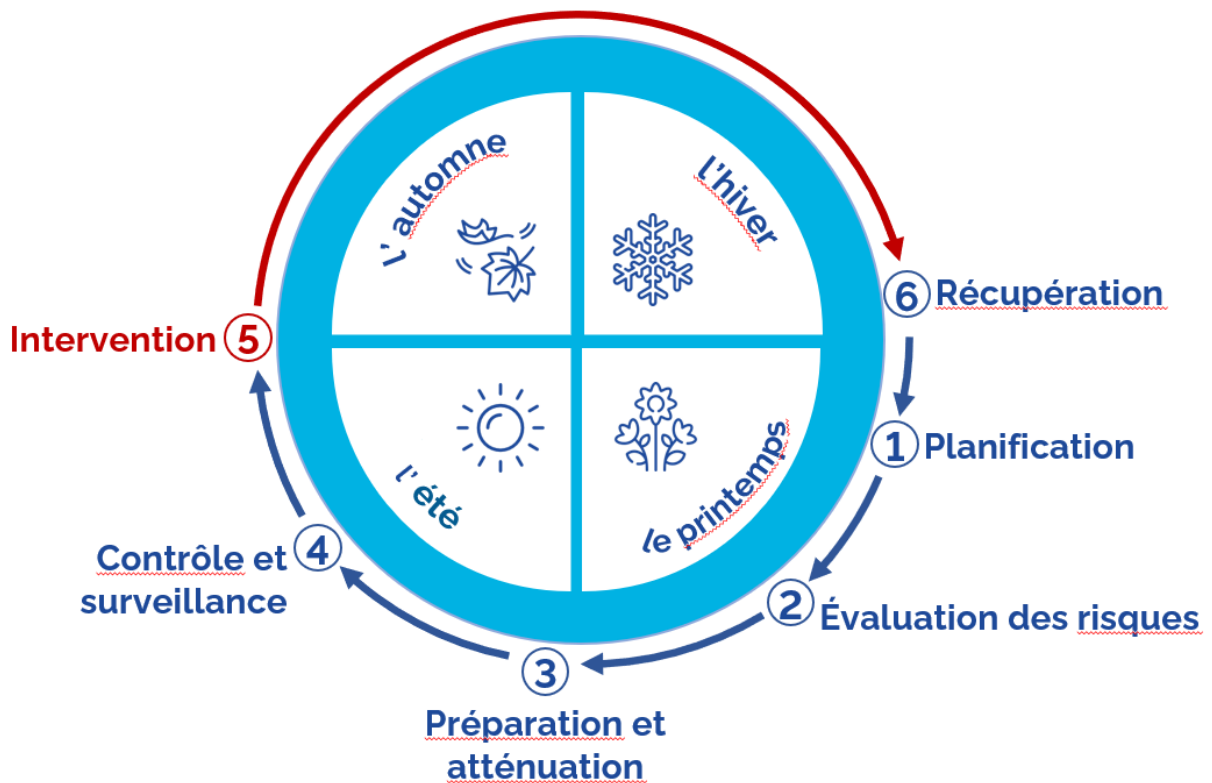 l' automne
l'hiver
6 Récupération
Intervention 5
1 Planification
l' été
le printemps
Contrôle et
surveillance
4
2 Évaluation des risques
3
Préparation et
atténuation